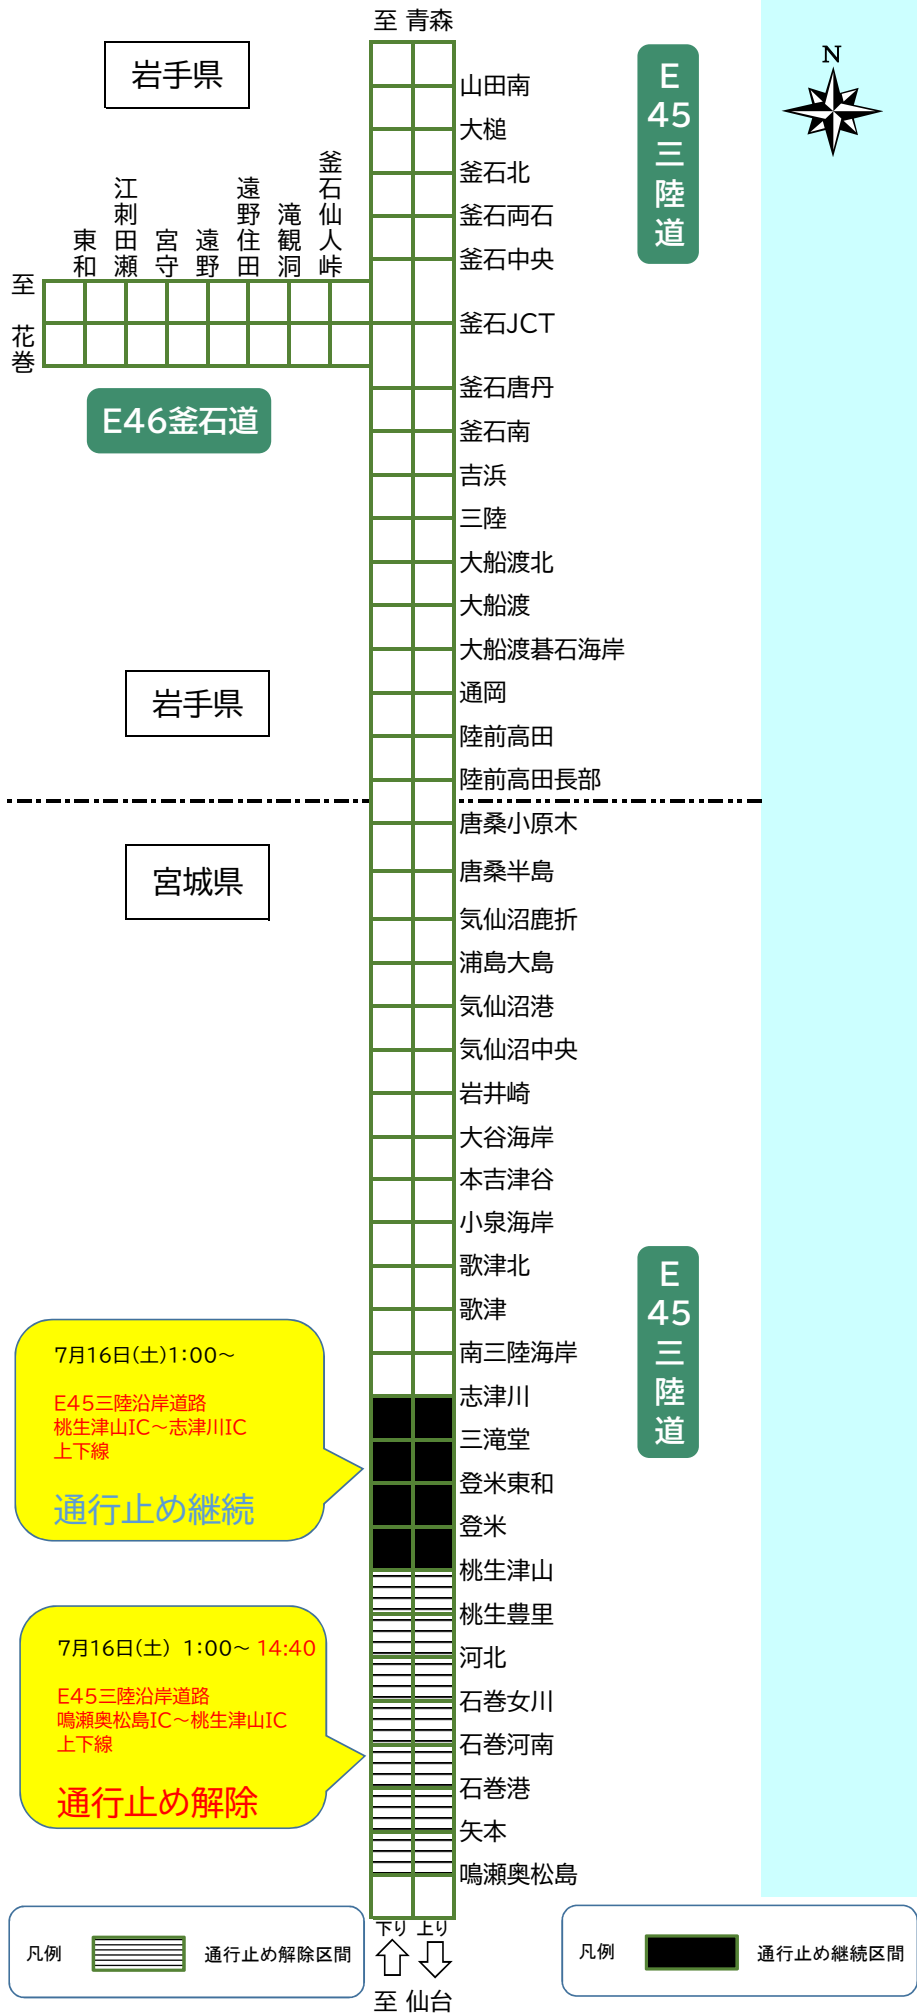 至 青森
岩手県
N
E
45
三
陸
道
山田南
大槌
釜石北
釜石両石
釜石中央
釜石JCT
至 花巻
東和
江刺田瀬
宮守
遠野
遠野住田
滝観洞
釜石仙人峠
E46釜石道
釜石唐丹
釜石南
吉浜
三陸
大船渡北
大船渡
大船渡碁石海岸
通岡
陸前高田
陸前高田長部
岩手県
宮城県
唐桑小原木
唐桑半島
気仙沼鹿折
浦島大島
気仙沼港
気仙沼中央
岩井崎
大谷海岸
本吉津谷
小泉海岸
歌津北
歌津
南三陸海岸
志津川
三滝堂
登米東和
登米
桃生津山
桃生豊里
河北
石巻女川
石巻河南
石巻港
矢本
鳴瀬奥松島
E
45
三
陸
道
7月16日(土)1:00～
E45三陸沿岸道路
桃生津山IC～志津川IC
上下線
通行止め継続
7月16日(土) 1:00～ 14:40
E45三陸沿岸道路
鳴瀬奥松島IC～桃生津山IC
上下線
通行止め解除
凡例 通行止め解除区間
下り 上り
至 仙台
凡例 通行止め継続区間